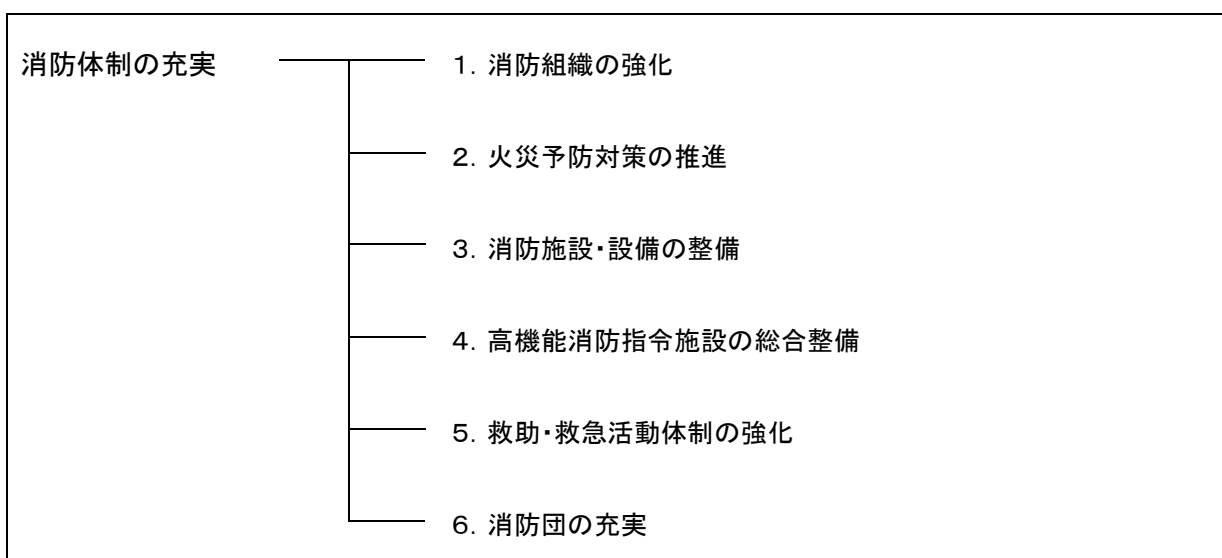 消防体制の充実
1. 消防組織の強化
2. 火災予防対策の推進
3. 消防施設・設備の整備
4. 高機能消防指令施設の総合整備
5. 救助・救急活動体制の強化
6. 消防団の充実